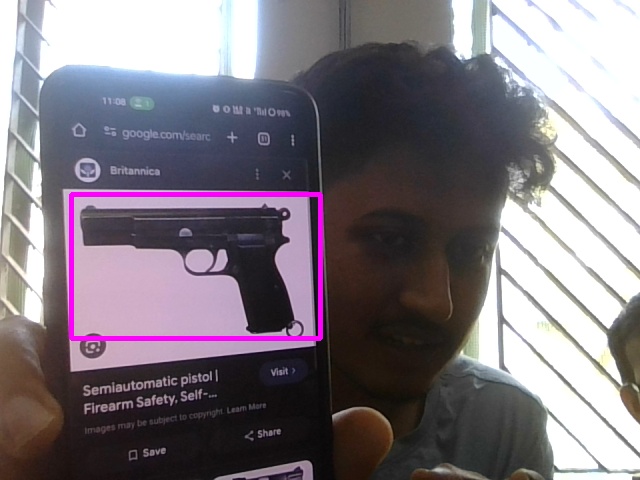 11:08
98%
google.com/searc
Britannica
Semiautomatic pistol |
Firearm Safety, Self-...
Visit >
Images may be subject to copyright. Learn More
Save
Share